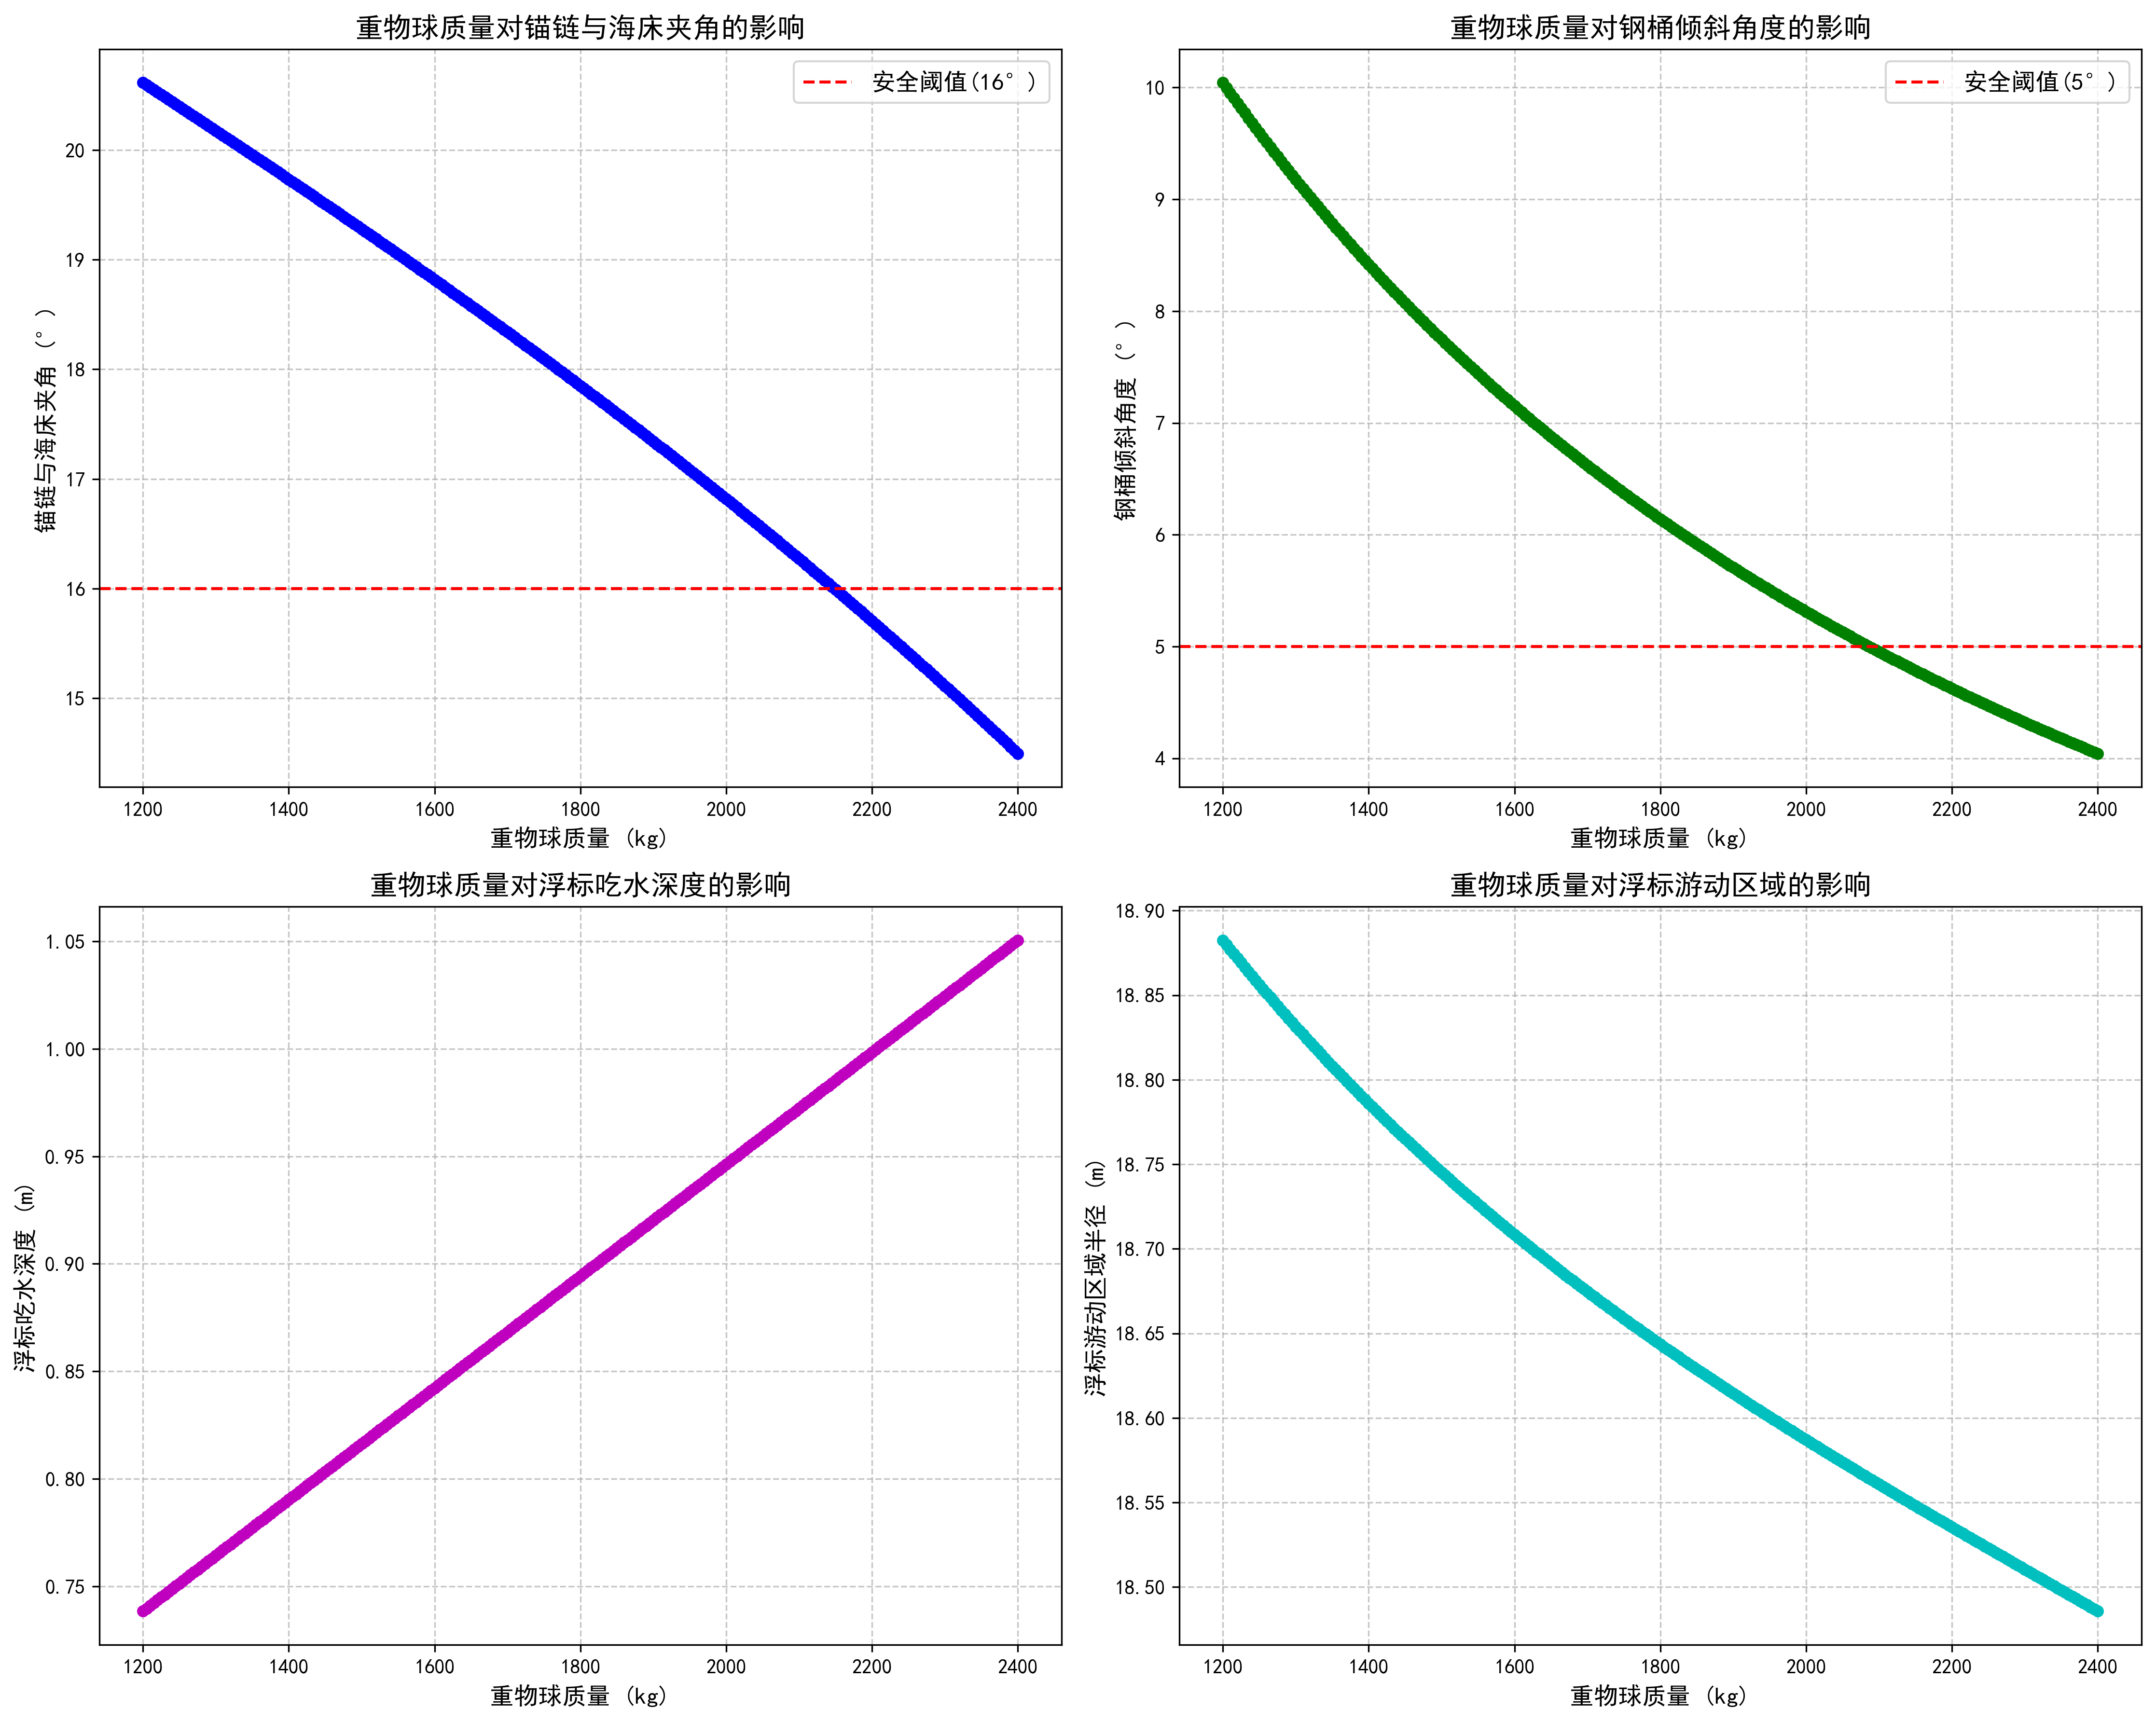 重物球质量对锚链与海床夹角的影响
安全阈值(16°)
锚链与海床夹角 (°)
20
19
18
17
16
15
1200 1400 1600 1800 2000 2200 2400
重物球质量 (kg)
重物球质量对钢桶倾斜角度的影响
安全阈值(5°)
钢桶倾斜角度 (°)
10
9
8
7
6
5
4
1200 1400 1600 1800 2000 2200 2400
重物球质量 (kg)
重物球质量对浮标吃水深度的影响
浮标吃水深度 (m)
1.05
1.00
0.95
0.90
0.85
0.80
0.75
1200 1400 1600 1800 2000 2200 2400
重物球质量 (kg)
重物球质量对浮标游动区域的影响
浮标游动区域半径 (m)
18.90
18.85
18.80
18.75
18.70
18.65
18.60
18.55
18.50
1200 1400 1600 1800 2000 2200 2400
重物球质量 (kg)